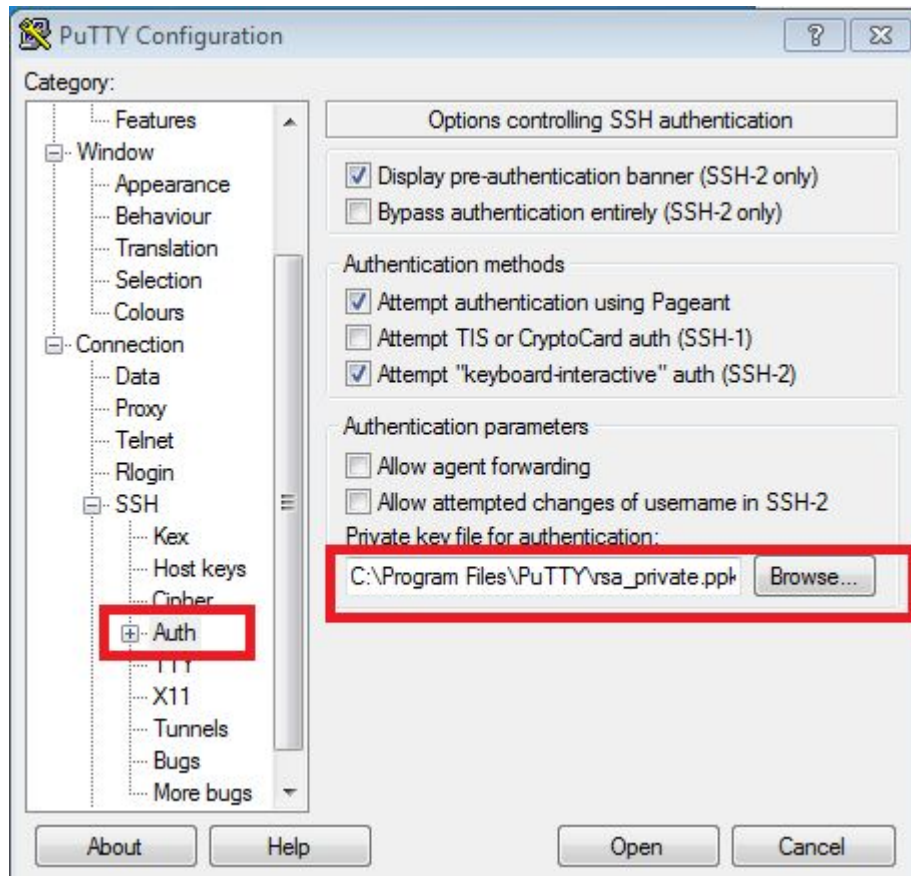 PuTTY Configuration
Category:
Features
Window
Appearance
Behaviour
Translation
Selection
Colours
Connection
Data
Proxy
Telnet
Rlogin
SSH
Kex
Host keys
Cipher
Auth
TTY
X11
Tunnels
Bugs
More bugs
Options controlling SSH authentication
Display pre-authentication banner (SSH-2 only)
Bypass authentication entirely (SSH-2 only)
Authentication methods
Attempt authentication using Pageant
Attempt TIS or CryptoCard auth (SSH-1)
Attempt "keyboard-interactive" auth (SSH-2)
Authentication parameters
Allow agent forwarding
Allow attempted changes of username in SSH-2
Private key file for authentication:
C:\Program Files\PuTTY\rsa_private.ppk
Browse...
About
Help
Open
Cancel